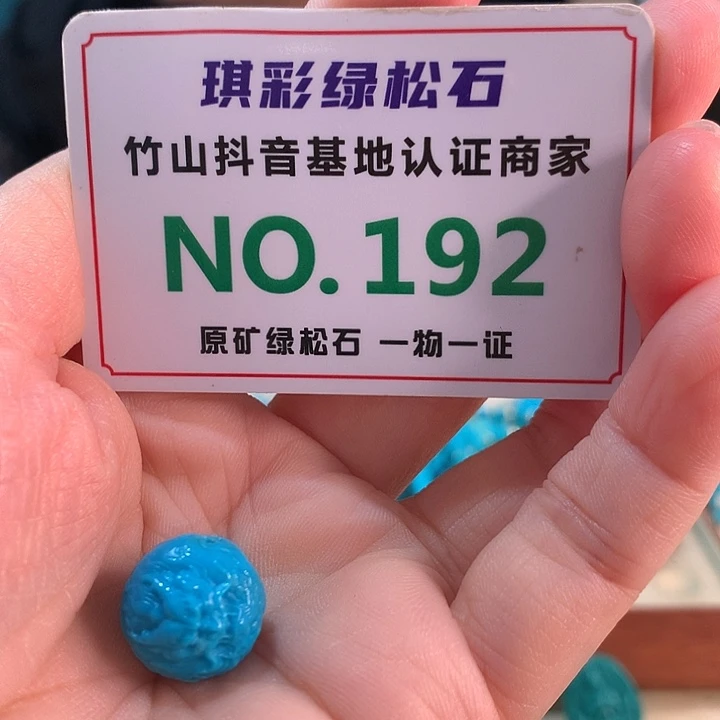 琪彩绿松石
竹山抖音基地认证商家
NO.192
原矿绿松石 一物一证